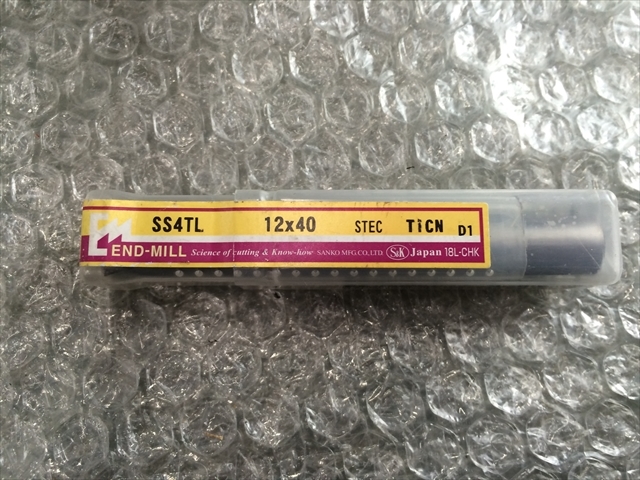 EM SS4TL 12x40 STEC TiCN D1
END-MILL Science of cutting & Know-how SANKO MFG.CO.,LTD. S&K Japan 18L-CHK